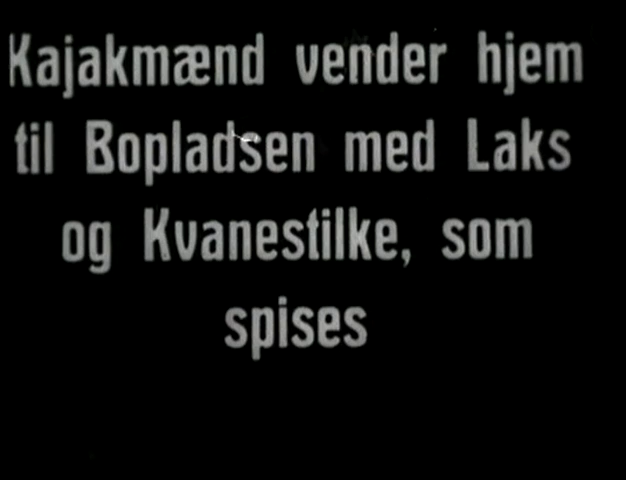 Kajakmænd vender hjem
til Bopladsen med Laks
og Kvanestilke, som
spises